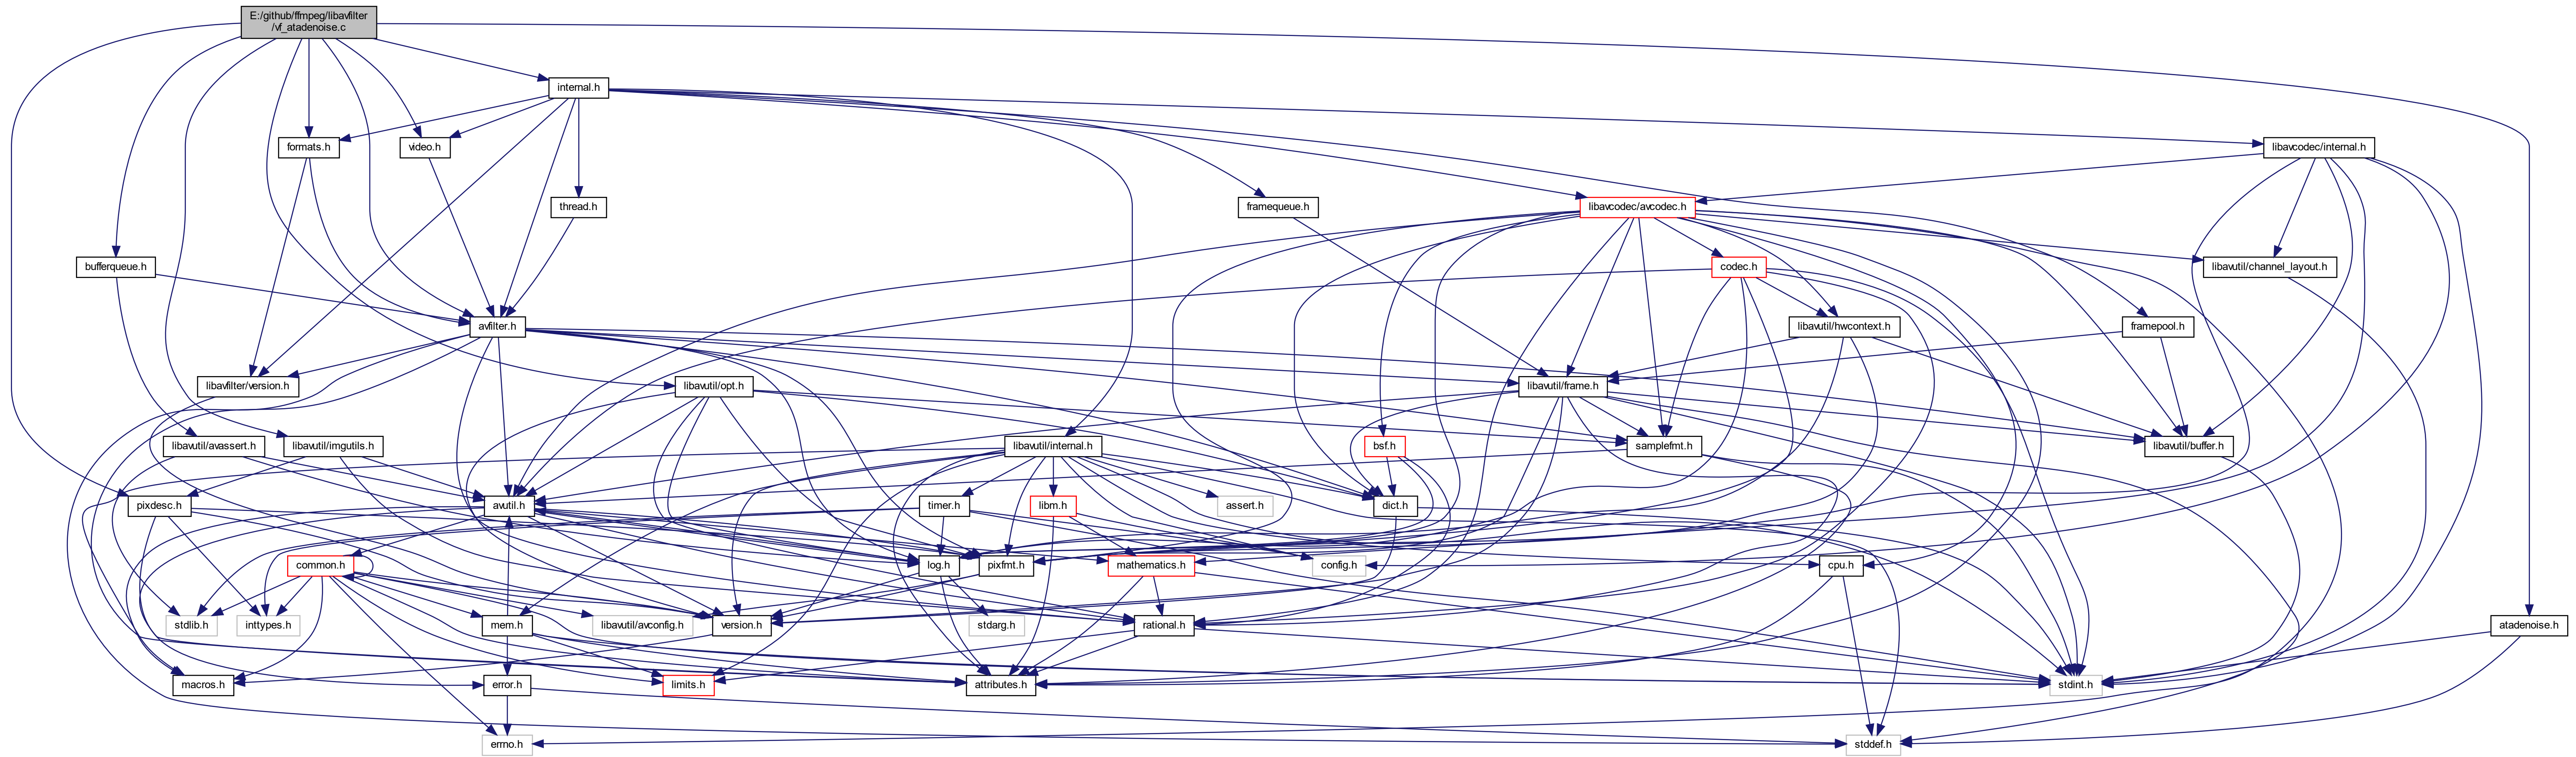 E:/github/ffmpeg/libavfilter
/vf_atadenoise.c
internal.h
formats.h
video.h
libavcodec/internal.h
thread.h
framequeue.h
libavcodec/avcodec.h
bufferqueue.h
codec.h
libavutil/channel_layout.h
avfilter.h
libavutil/hwcontext.h
framepool.h
libavfilter/version.h
libavutil/opt.h
libavutil/frame.h
libavutil/avassert.h
libavutil/imgutils.h
libavutil/internal.h
bsf.h
samplefmt.h
libavutil/buffer.h
pixdesc.h
avutil.h
timer.h
libm.h
assert.h
dict.h
common.h
log.h
pixfmt.h
mathematics.h
config.h
cpu.h
stdlib.h
inttypes.h
mem.h
libavutil/avconfig.h
version.h
stdarg.h
rational.h
atadenoise.h
macros.h
error.h
limits.h
attributes.h
stdint.h
errno.h
stddef.h